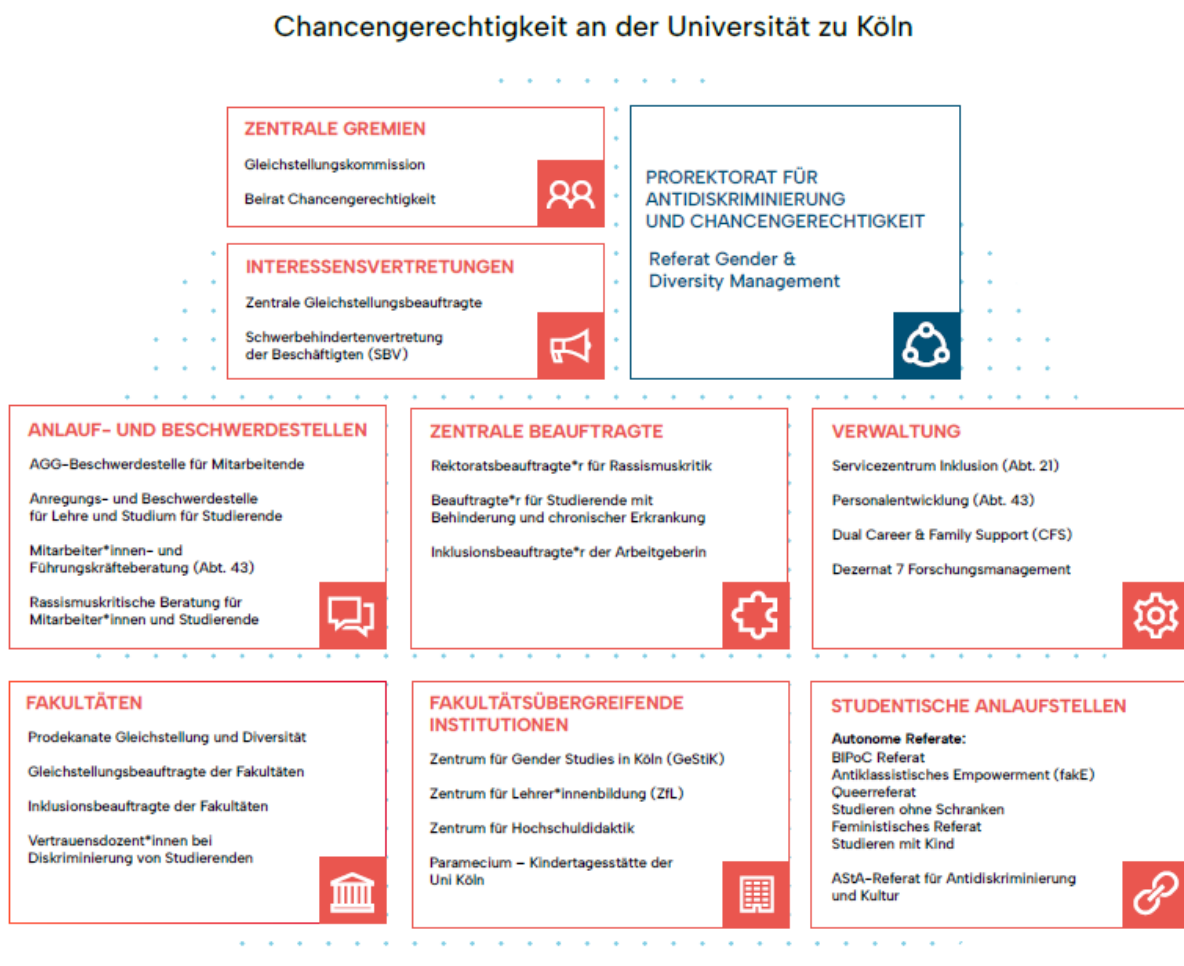 Chancengerechtigkeit an der Universität zu Köln
ZENTRALE GREMIEN
Gleichstellungskommission
Beirat Chancengerechtigkeit
PROREKTORAT FÜR
ANTIDISKRIMINIERUNG
UND CHANCENGERECHTIGKEIT
Referat Gender &
Diversity Management
INTERESSENSVERTRETUNGEN
Zentrale Gleichstellungsbeauftragte
Schwerbehindertenvertretung
der Beschäftigten (SBV)
ANLAUF- UND BESCHWERDESTELLEN
AGG-Beschwerdestelle für Mitarbeitende
Anregungs- und Beschwerdestelle
für Lehre und Studium für Studierende
Mitarbeiter*innen- und
Führungskräfteberatung (Abt. 43)
Rassismuskritische Beratung für
Mitarbeiter*innen und Studierende
ZENTRALE BEAUFTRAGTE
Rektoratsbeauftragte*r für Rassismuskritik
Beauftragte*r für Studierende mit
Behinderung und chronischer Erkrankung
Inklusionsbeauftragte*r der Arbeitgeberin
VERWALTUNG
Servicezentrum Inklusion (Abt. 21)
Personalentwicklung (Abt. 43)
Dual Career & Family Support (CFS)
Dezernat 7 Forschungsmanagement
FAKULTÄTEN
Prodekanate Gleichstellung und Diversität
Gleichstellungsbeauftragte der Fakultäten
Inklusionsbeauftragte der Fakultäten
Vertrauensdozent*innen bei
Diskriminierung von Studierenden
FAKULTÄTSÜBERGREIFENDE
INSTITUTIONEN
Zentrum für Gender Studies in Köln (GeStiK)
Zentrum für Lehrer*innenbildung (ZfL)
Zentrum für Hochschuldidaktik
Paramecium – Kindertagesstätte der
Uni Köln
STUDENTISCHE ANLAUFSTELLEN
Autonome Referate:
BIPoC Referat
Antiklassistisches Empowerment (fakE)
Queerreferat
Studieren ohne Schranken
Feministisches Referat
Studieren mit Kind
AStA-Referat für Antidiskriminierung
und Kultur